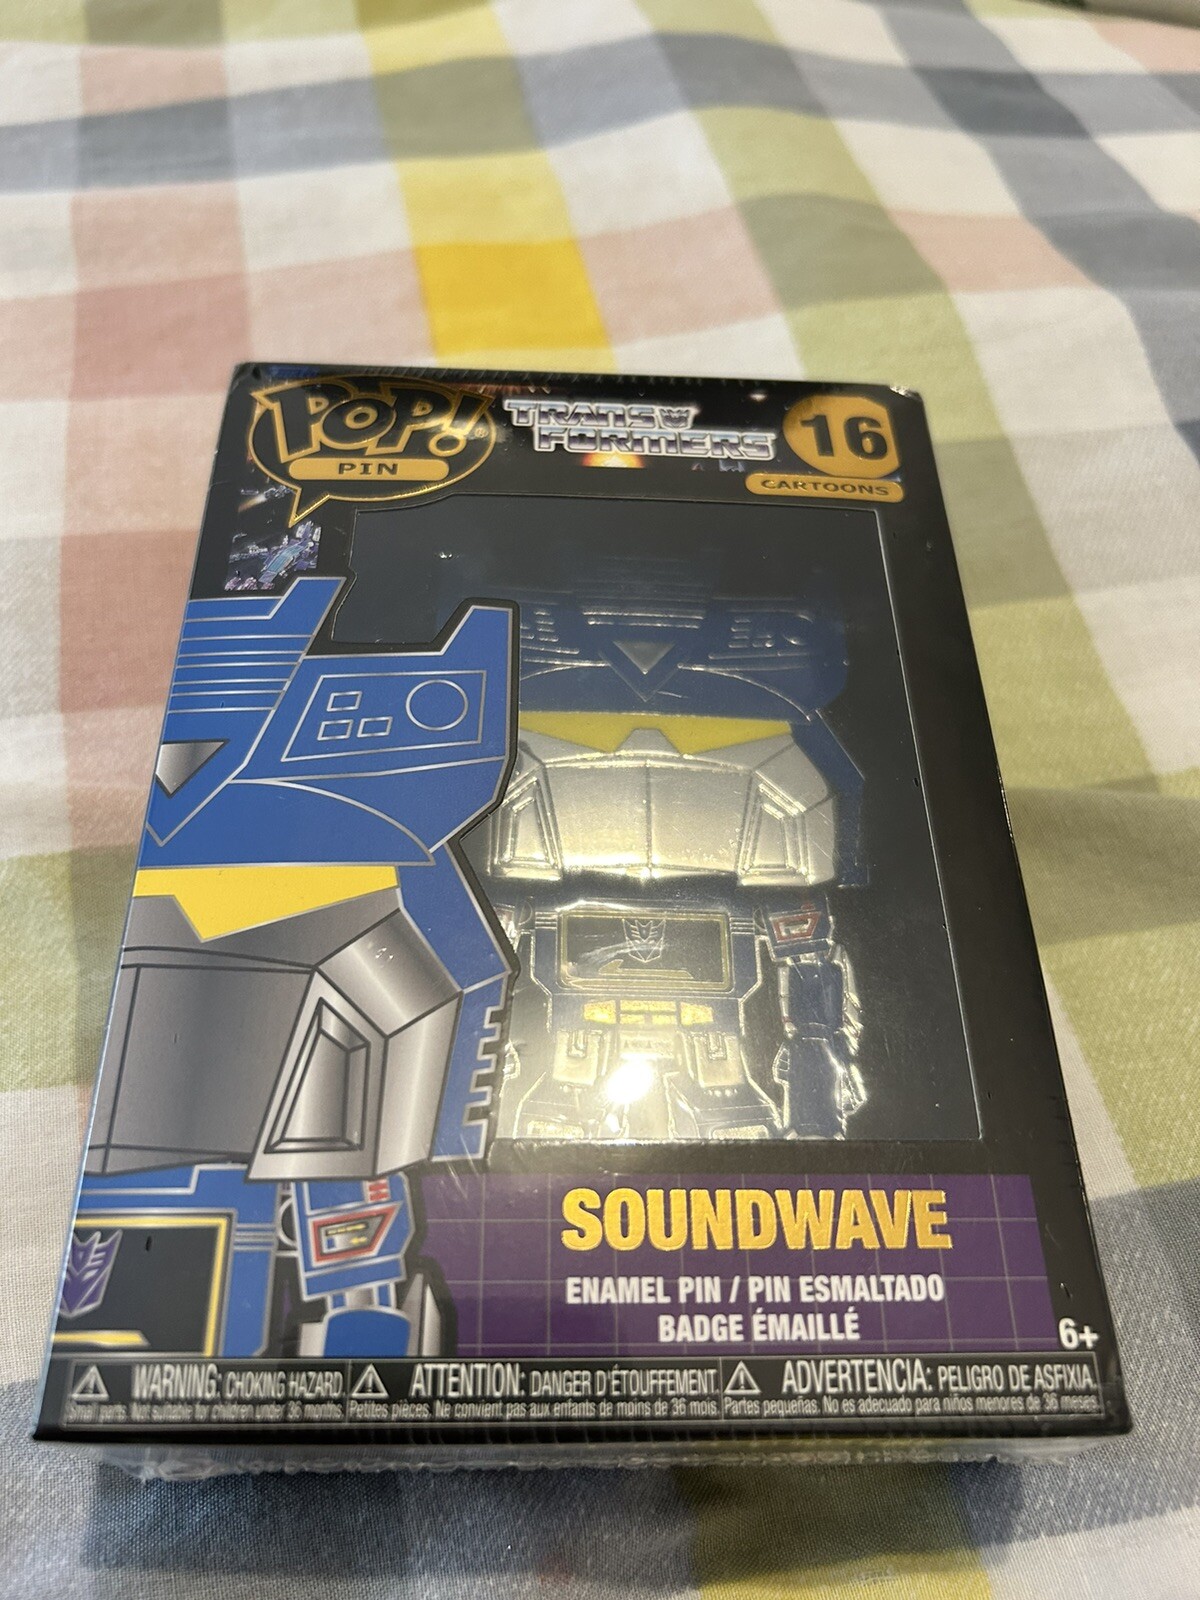 POP!®
PIN
TRANS
FORMERS
16
CARTOONS
SOUNDWAVE
ENAMEL PIN / PIN ESMALTADO
BADGE ÉMAILLÉ
6+
WARNING: CHOKING HAZARD.
Small parts. Not suitable for children under 36 months.
ATTENTION: DANGER D'ÉTOUFFEMENT.
Petites pièces. Ne convient pas aux enfants de moins de 36 mois.
ADVERTENCIA: PELIGRO DE ASFIXIA.
Partes pequeñas. No es adecuado para niños menores de 36 meses.